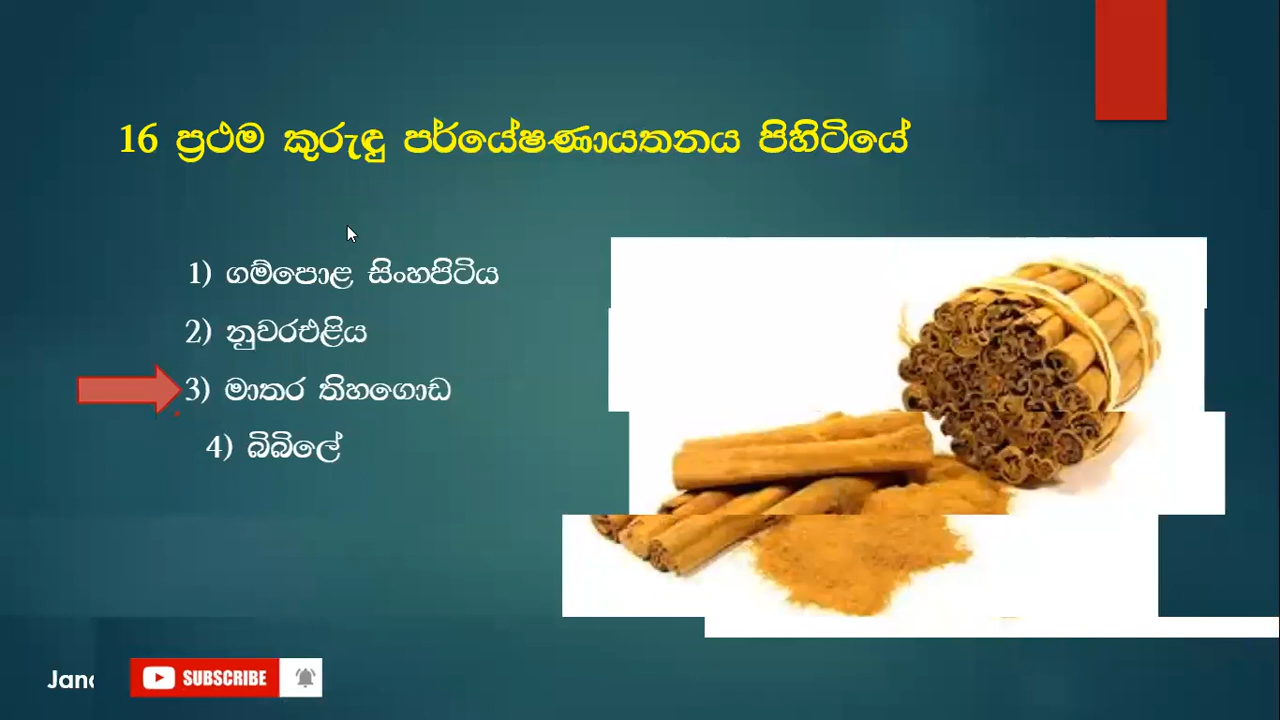 16 ප්‍රථම කුරුඳු පර්යේෂණායතනය පිහිටියේ
1) ගම්පොළ සිංහපිටිය
2) නුවරඑළිය
3) මාතර තිහගොඩ
4) බිබිලේ
SUBSCRIBE